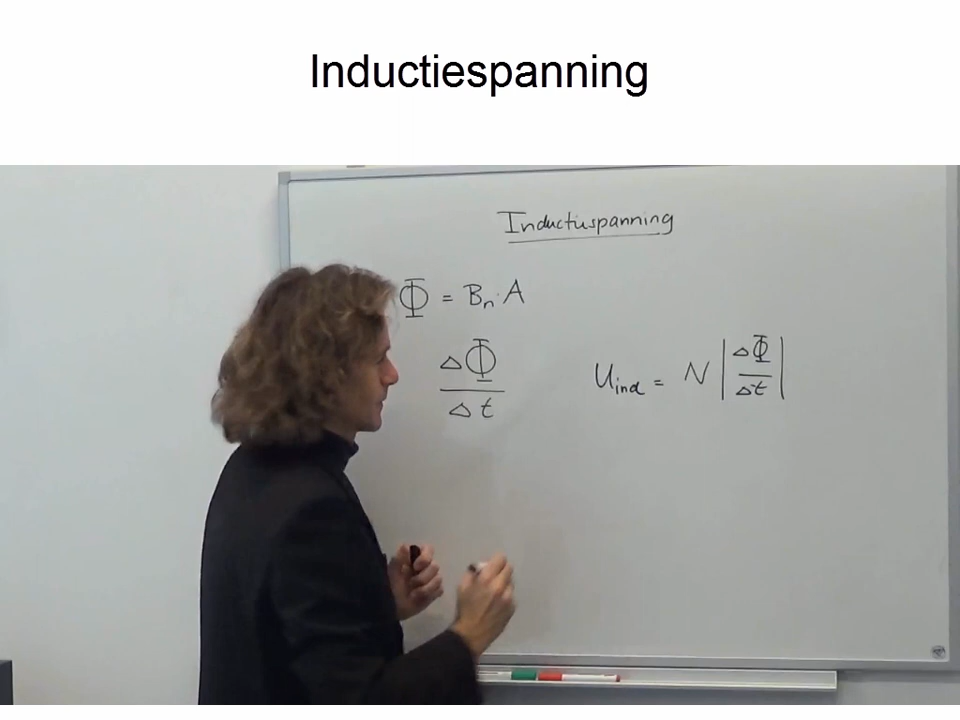 Inductiespanning
Inductiespanning
Φ = Bₙ · A
ΔΦ
Δt
Uind = N |ΔΦ/Δt|